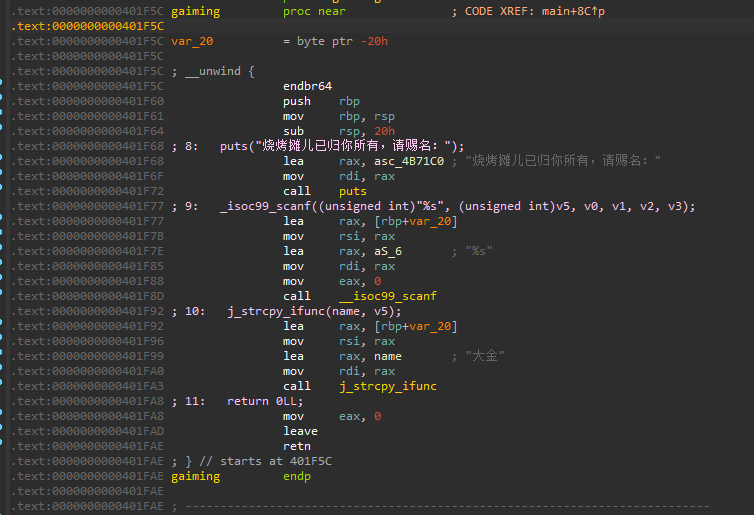 .text:0000000000401F5C gaiming proc near ; CODE XREF: main+8C↑p
.text:0000000000401F5C
.text:0000000000401F5C var_20 = byte ptr -20h
.text:0000000000401F5C
.text:0000000000401F5C ; __unwind {
.text:0000000000401F5C endbr64
.text:0000000000401F60 push rbp
.text:0000000000401F61 mov rbp, rsp
.text:0000000000401F64 sub rsp, 20h
.text:0000000000401F68 ; 8: puts("烧烤摊儿已归你所有，请赐名：");
.text:0000000000401F68 lea rax, asc_4B71C0 ; "烧烤摊儿已归你所有，请赐名："
.text:0000000000401F6F mov rdi, rax
.text:0000000000401F72 call puts
.text:0000000000401F77 ; 9: _isoc99_scanf((unsigned int)"%s", (unsigned int)v5, v0, v1, v2, v3);
.text:0000000000401F77 lea rax, [rbp+var_20]
.text:0000000000401F7B mov rsi, rax
.text:0000000000401F7E lea rax, aS_6 ; "%s"
.text:0000000000401F85 mov rdi, rax
.text:0000000000401F88 mov eax, 0
.text:0000000000401F8D call __isoc99_scanf
.text:0000000000401F92 ; 10: j_strcpy_ifunc(name, v5);
.text:0000000000401F92 lea rax, [rbp+var_20]
.text:0000000000401F96 mov rsi, rax
.text:0000000000401F99 lea rax, name ; "大金"
.text:0000000000401FA0 mov rdi, rax
.text:0000000000401FA3 call j_strcpy_ifunc
.text:0000000000401FA8 ; 11: return 0LL;
.text:0000000000401FA8 mov eax, 0
.text:0000000000401FAD leave
.text:0000000000401FAE retn
.text:0000000000401FAE ; } // starts at 401F5C
.text:0000000000401FAE gaiming endp
.text:0000000000401FAE
.text:0000000000401FAE ; ---------------------------------------------------------------------------